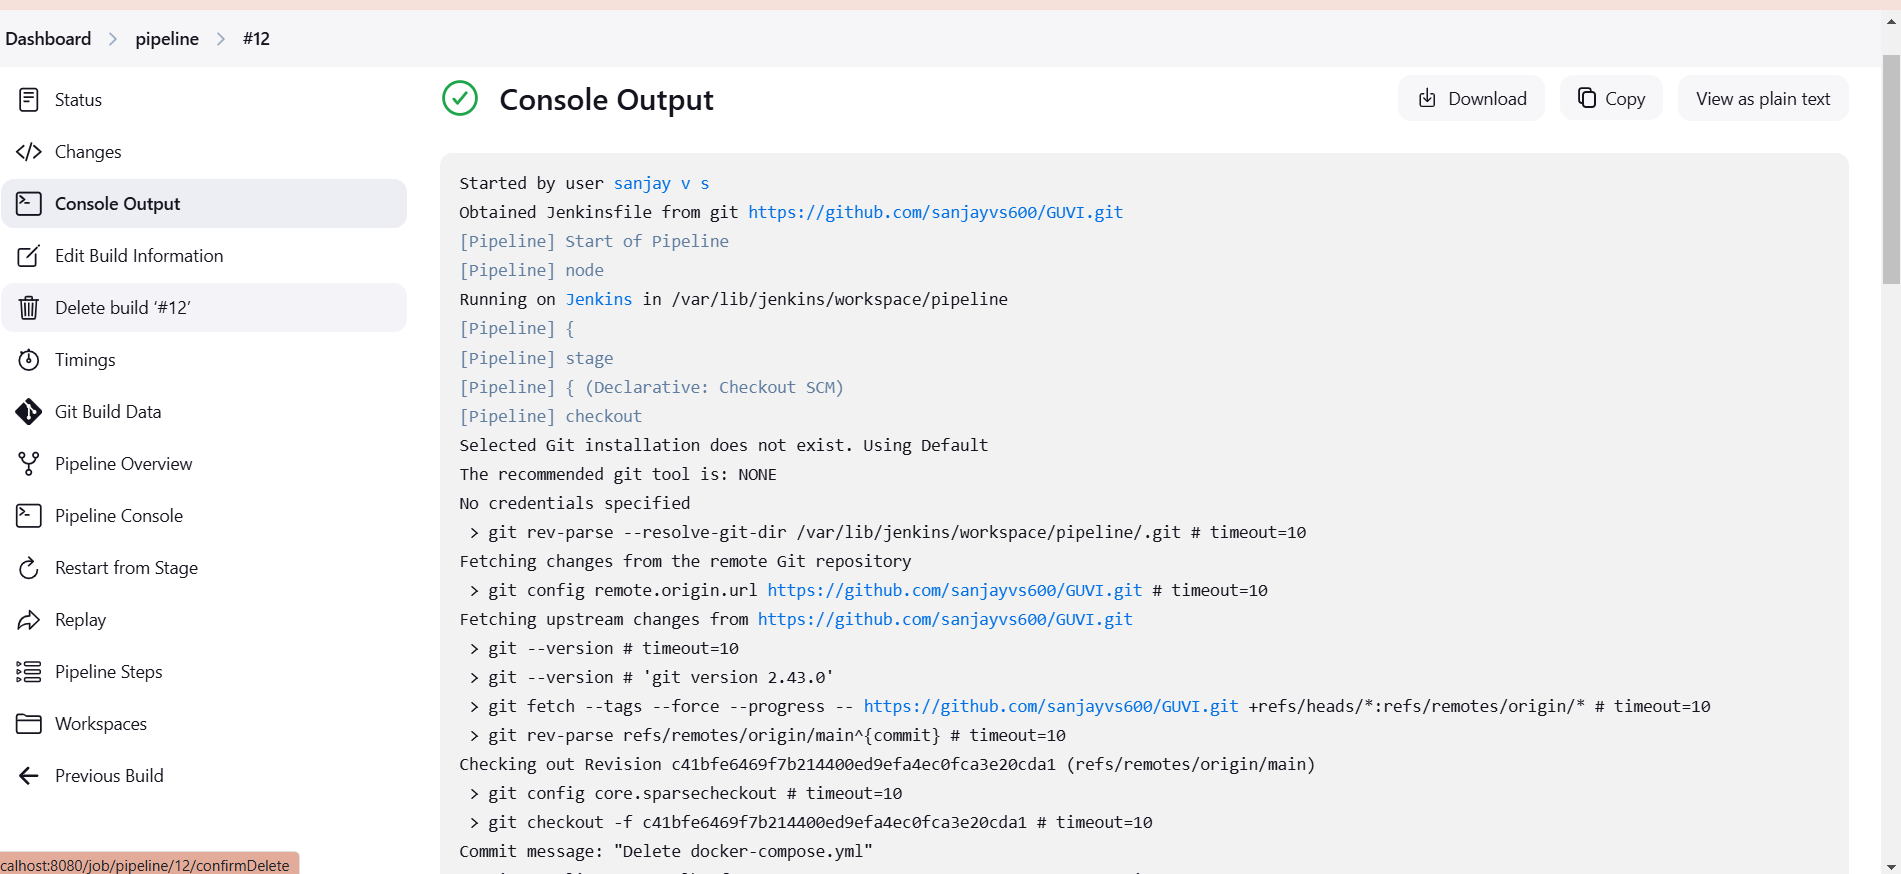 Dashboard > pipeline > #12
Status
Changes
Console Output
Edit Build Information
Delete build ‘#12’
Timings
Git Build Data
Pipeline Overview
Pipeline Console
Restart from Stage
Replay
Pipeline Steps
Workspaces
Previous Build
Console Output
Download
Copy
View as plain text
Started by user sanjay v s
Obtained Jenkinsfile from git https://github.com/sanjayvs600/GUVI.git
[Pipeline] Start of Pipeline
[Pipeline] node
Running on Jenkins in /var/lib/jenkins/workspace/pipeline
[Pipeline] {
[Pipeline] stage
[Pipeline] { (Declarative: Checkout SCM)
[Pipeline] checkout
Selected Git installation does not exist. Using Default
The recommended git tool is: NONE
No credentials specified
 > git rev-parse --resolve-git-dir /var/lib/jenkins/workspace/pipeline/.git # timeout=10
Fetching changes from the remote Git repository
 > git config remote.origin.url https://github.com/sanjayvs600/GUVI.git # timeout=10
Fetching upstream changes from https://github.com/sanjayvs600/GUVI.git
 > git --version # timeout=10
 > git --version # 'git version 2.43.0'
 > git fetch --tags --force --progress -- https://github.com/sanjayvs600/GUVI.git +refs/heads/*:refs/remotes/origin/* # timeout=10
 > git rev-parse refs/remotes/origin/main^{commit} # timeout=10
Checking out Revision c41bfe6469f7b214400ed9efa4ec0fca3e20cda1 (refs/remotes/origin/main)
 > git config core.sparsecheckout # timeout=10
 > git checkout -f c41bfe6469f7b214400ed9efa4ec0fca3e20cda1 # timeout=10
Commit message: "Delete docker-compose.yml"
calhost:8080/job/pipeline/12/confirmDelete